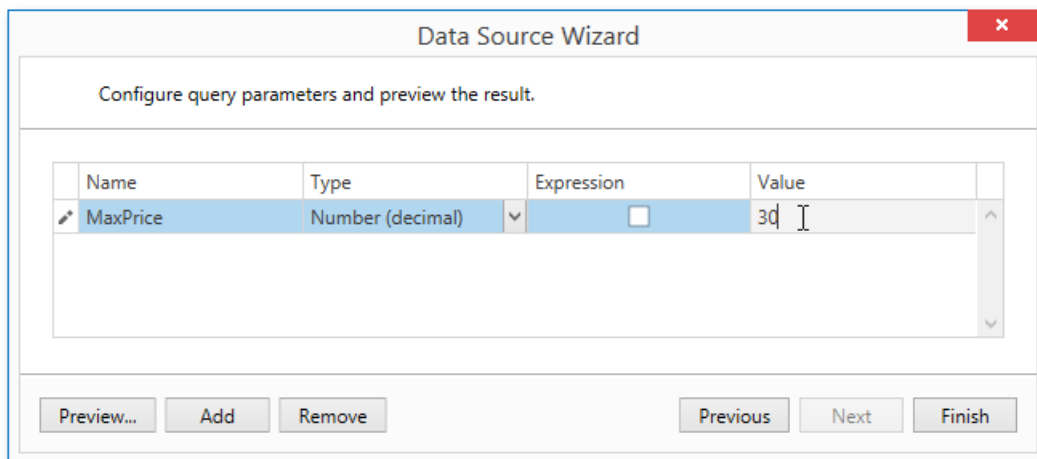 Data Source Wizard
Configure query parameters and preview the result.
Name Type Expression Value
MaxPrice Number (decimal) 30
Preview... Add Remove Previous Next Finish